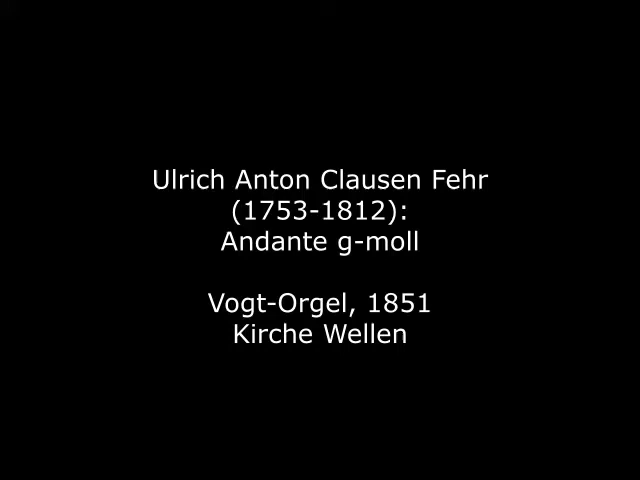 Ulrich Anton Clausen Fehr
(1753-1812):
Andante g-moll
Vogt-Orgel, 1851
Kirche Wellen